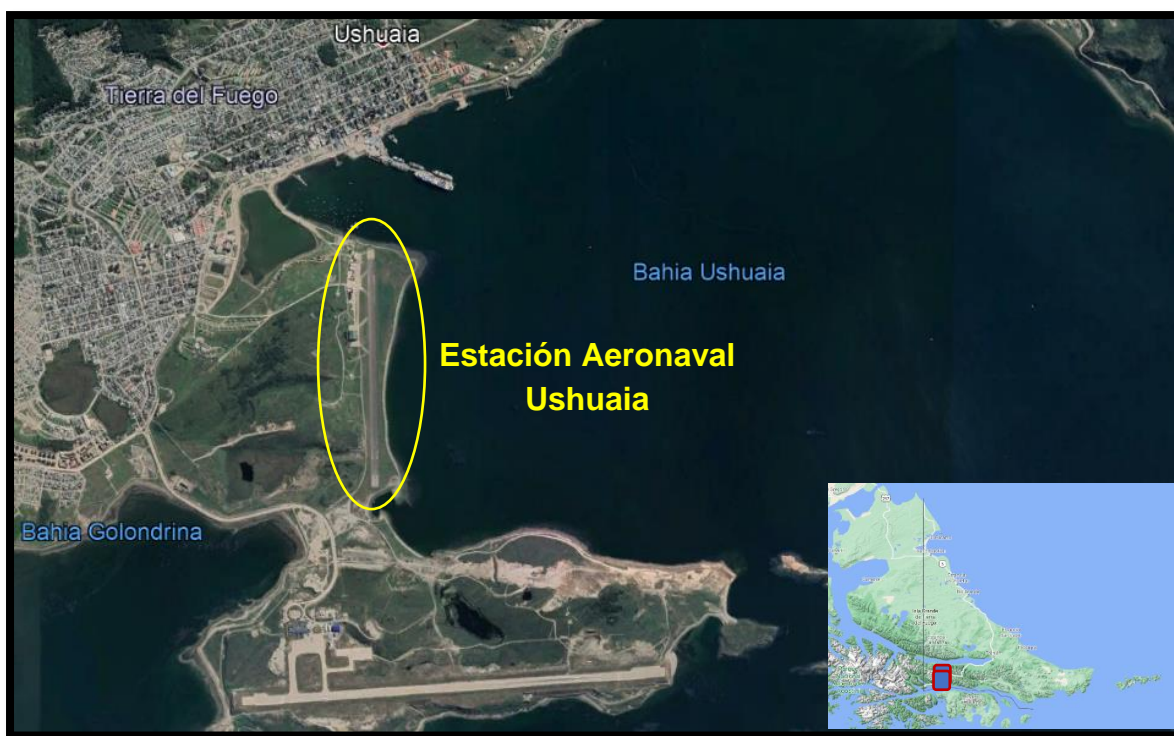 Ushuaia
Tierra del Fuego
Bahia Ushuaia
Estación Aeronaval
Ushuaia
Bahia Golondrina